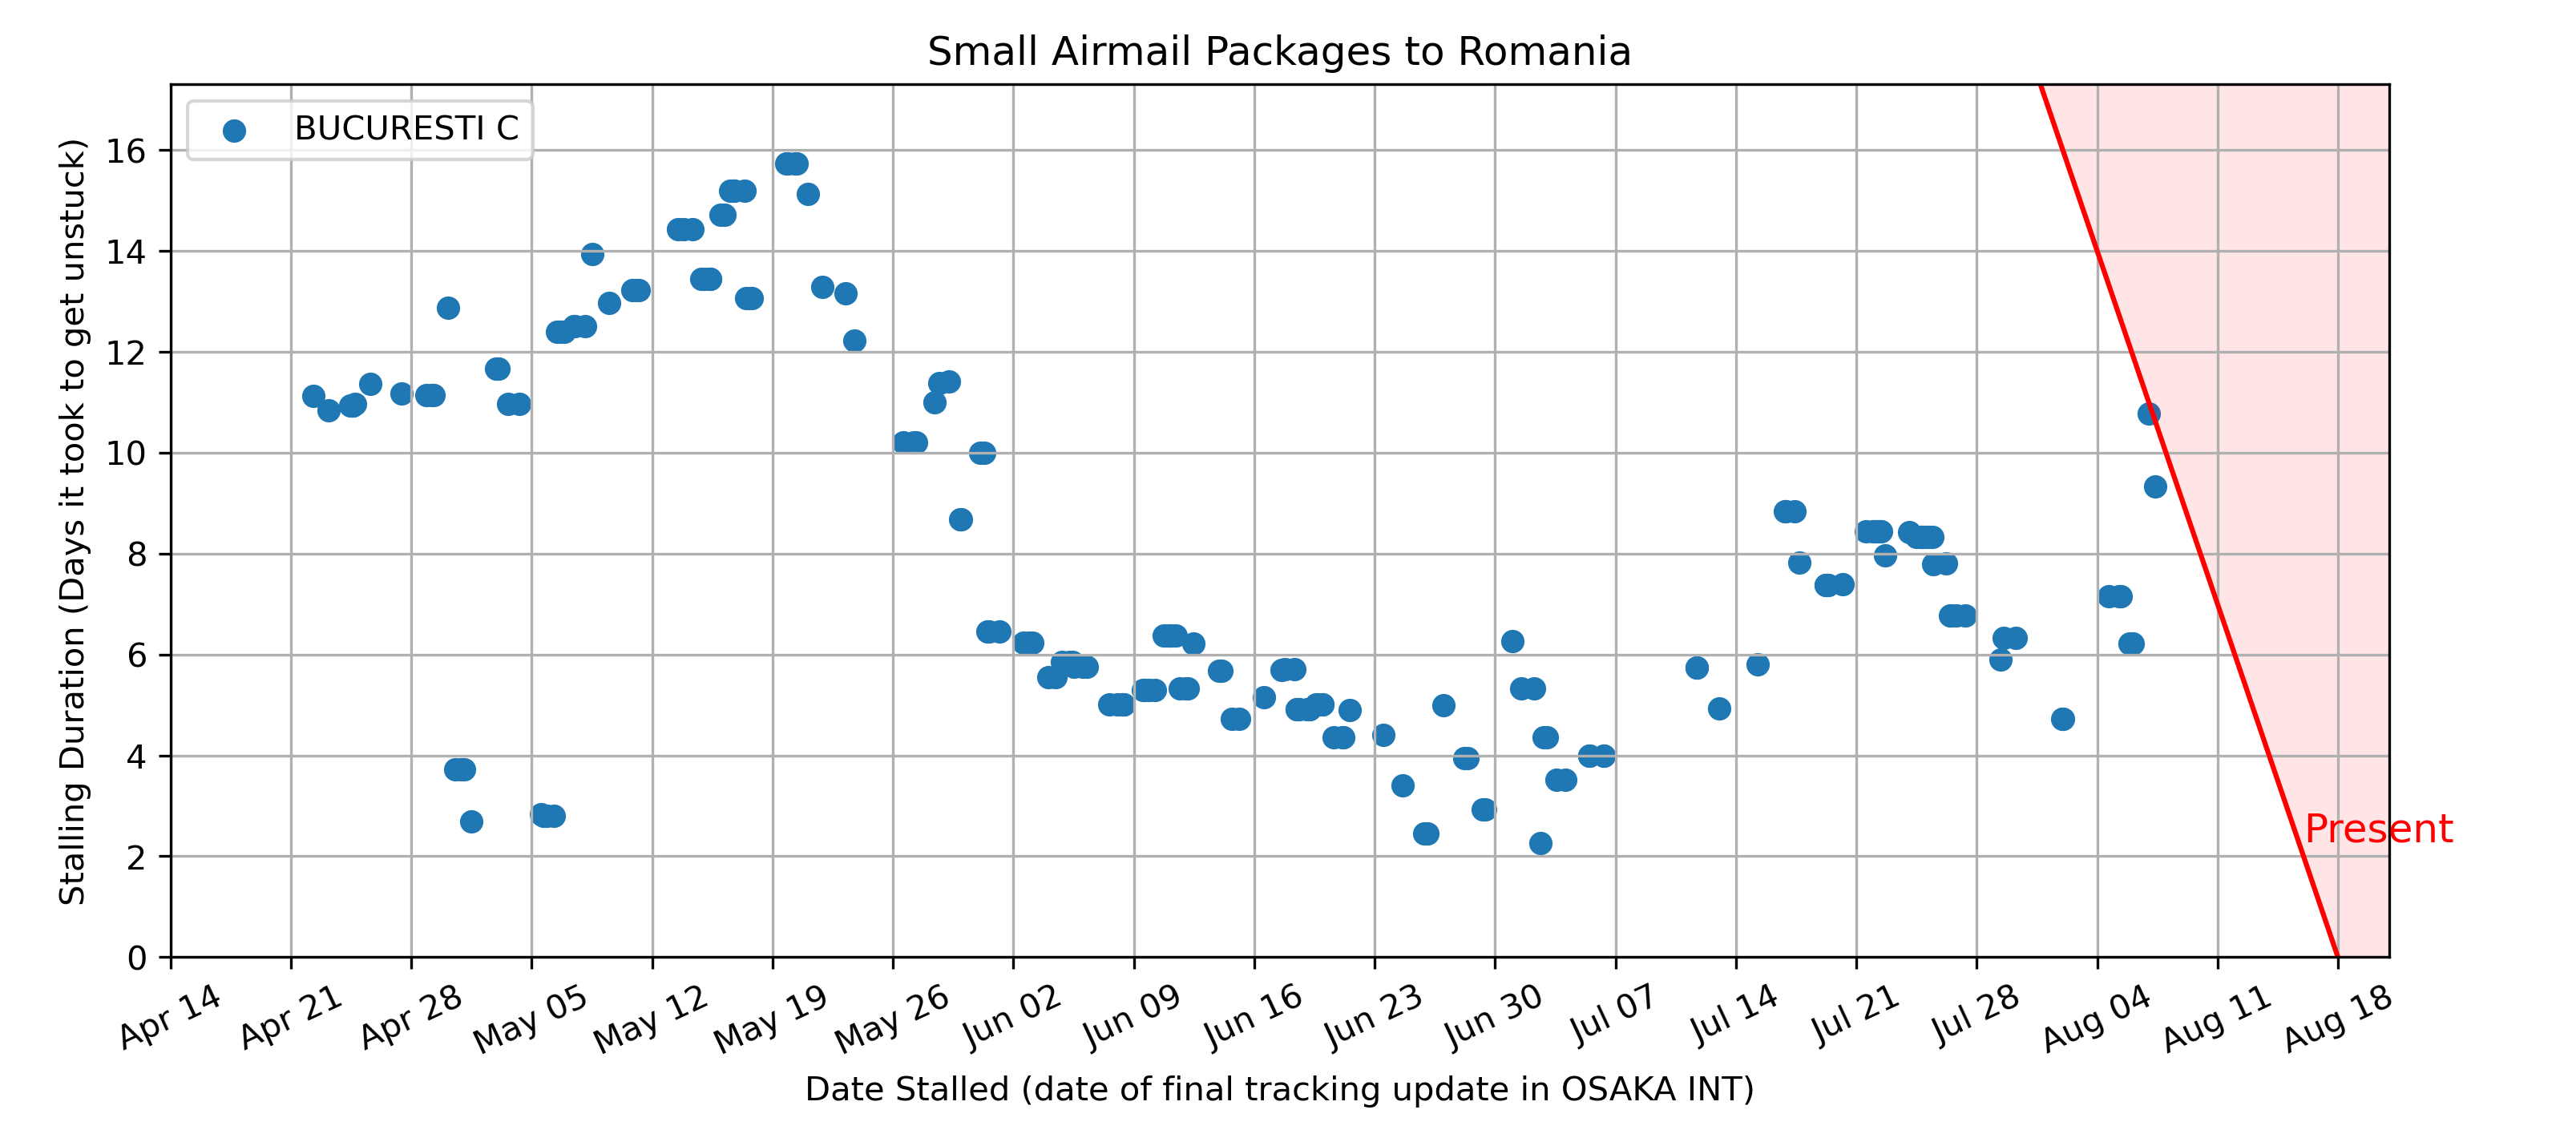 Small Airmail Packages to Romania
BUCURESTI C
Stalling Duration (Days it took to get unstuck)
16
14
12
10
8
6
4
2
0
Present
Apr 14 Apr 21 Apr 28 May 05 May 12 May 19 May 26 Jun 02 Jun 09 Jun 16 Jun 23 Jun 30 Jul 07 Jul 14 Jul 21 Jul 28 Aug 04 Aug 11 Aug 18
Date Stalled (date of final tracking update in OSAKA INT)